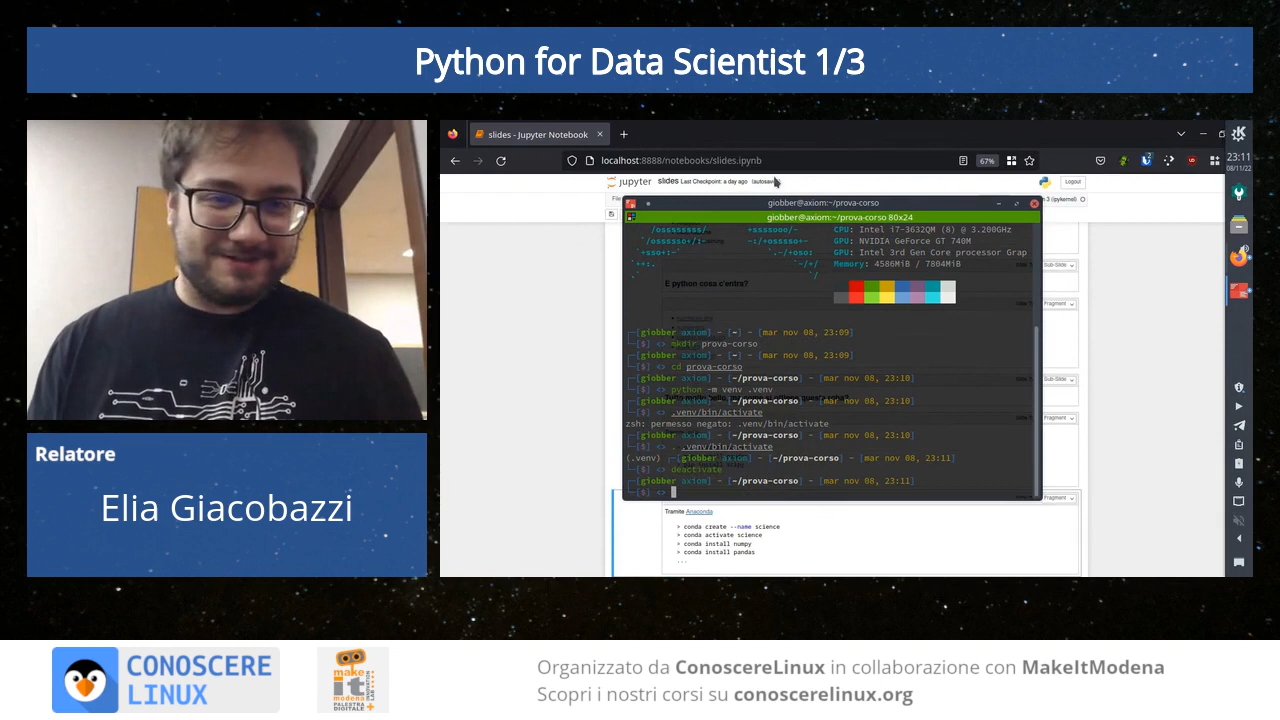 Python for Data Scientist 1/3
slides - Jupyter Notebook
localhost:8888/notebooks/slides.ipynb
67%
jupyter slides Last Checkpoint: a day ago
Logout
23:11
08/11/22
giobber@axiom:~/prova-corso
giobber@axiom:~/prova-corso 80x24
CPU: Intel i7-3632QM (8) @ 3.200GHz
GPU: NVIDIA GeForce GT 740M
GPU: Intel 3rd Gen Core processor Grap
Memory: 4586MiB / 7804MiB
E python cosa c'entra?
[giobber axiom] - [~] - [mar nov 08, 23:09]
[$] <> mkdir prova-corso
[giobber axiom] - [~] - [mar nov 08, 23:09]
[$] <> cd prova-corso
[giobber axiom] - [~/prova-corso] - [mar nov 08, 23:10]
[$] <> python -m venv .venv
[giobber axiom] - [~/prova-corso] - [mar nov 08, 23:10]
[$] <> .venv/bin/activate
zsh: permesso negato: .venv/bin/activate
[giobber axiom] - [~/prova-corso] - [mar nov 08, 23:10]
[$] <> . .venv/bin/activate
(.venv) [giobber axiom] - [~/prova-corso] - [mar nov 08, 23:11]
[$] <> deactivate
[giobber axiom] - [~/prova-corso] - [mar nov 08, 23:11]
[$] <>
Sub-Slide
Fragment
Sub-Slide
Fragment
Fragment
Tramite Anaconda
> conda create --name science
> conda activate science
> conda install numpy
> conda install pandas
...
Relatore
Elia Giacobazzi
CONOSCERE
LINUX
make
it
modena
PALESTRA
DIGITALE
Organizzato da ConoscereLinux in collaborazione con MakeItModena
Scopri i nostri corsi su conoscerelinux.org